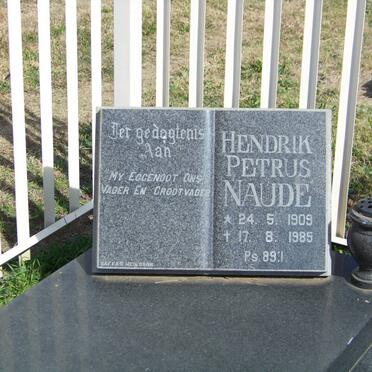 Ter gedagtenis
Aan
MY EGGENOOT ONS
VADER EN GROOTVADER
HENDRIK
PETRUS
NAUDE
* 24. 5. 1909
† 17. 8. 1985
Ps. 89:1